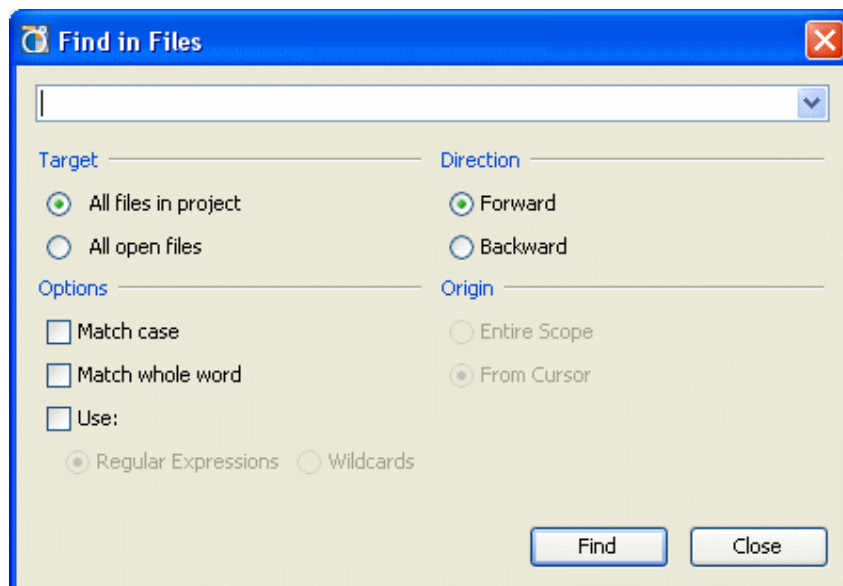 Find in Files
Target
All files in project
All open files
Direction
Forward
Backward
Options
Match case
Match whole word
Use:
Regular Expressions Wildcards
Origin
Entire Scope
From Cursor
Find Close